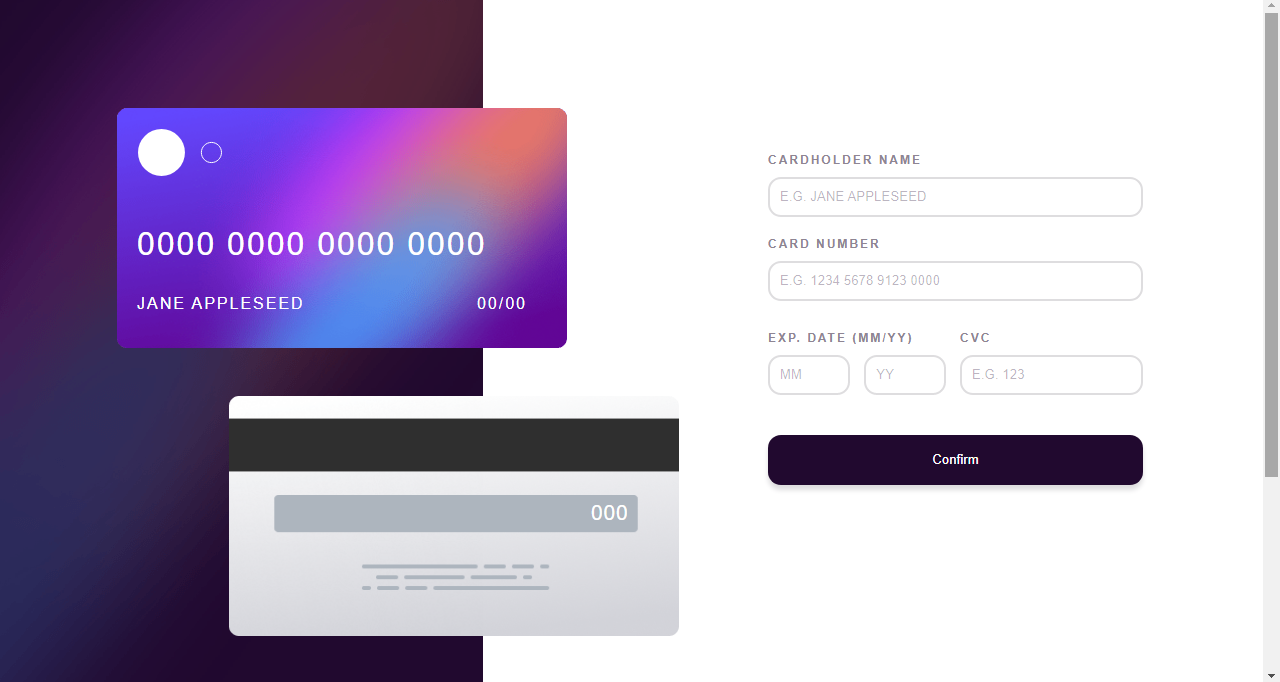 0000 0000 0000 0000
JANE APPLESEED 00/00
000
CARDHOLDER NAME
E.G. JANE APPLESEED
CARD NUMBER
E.G. 1234 5678 9123 0000
EXP. DATE (MM/YY) CVC
MM YY E.G. 123
Confirm